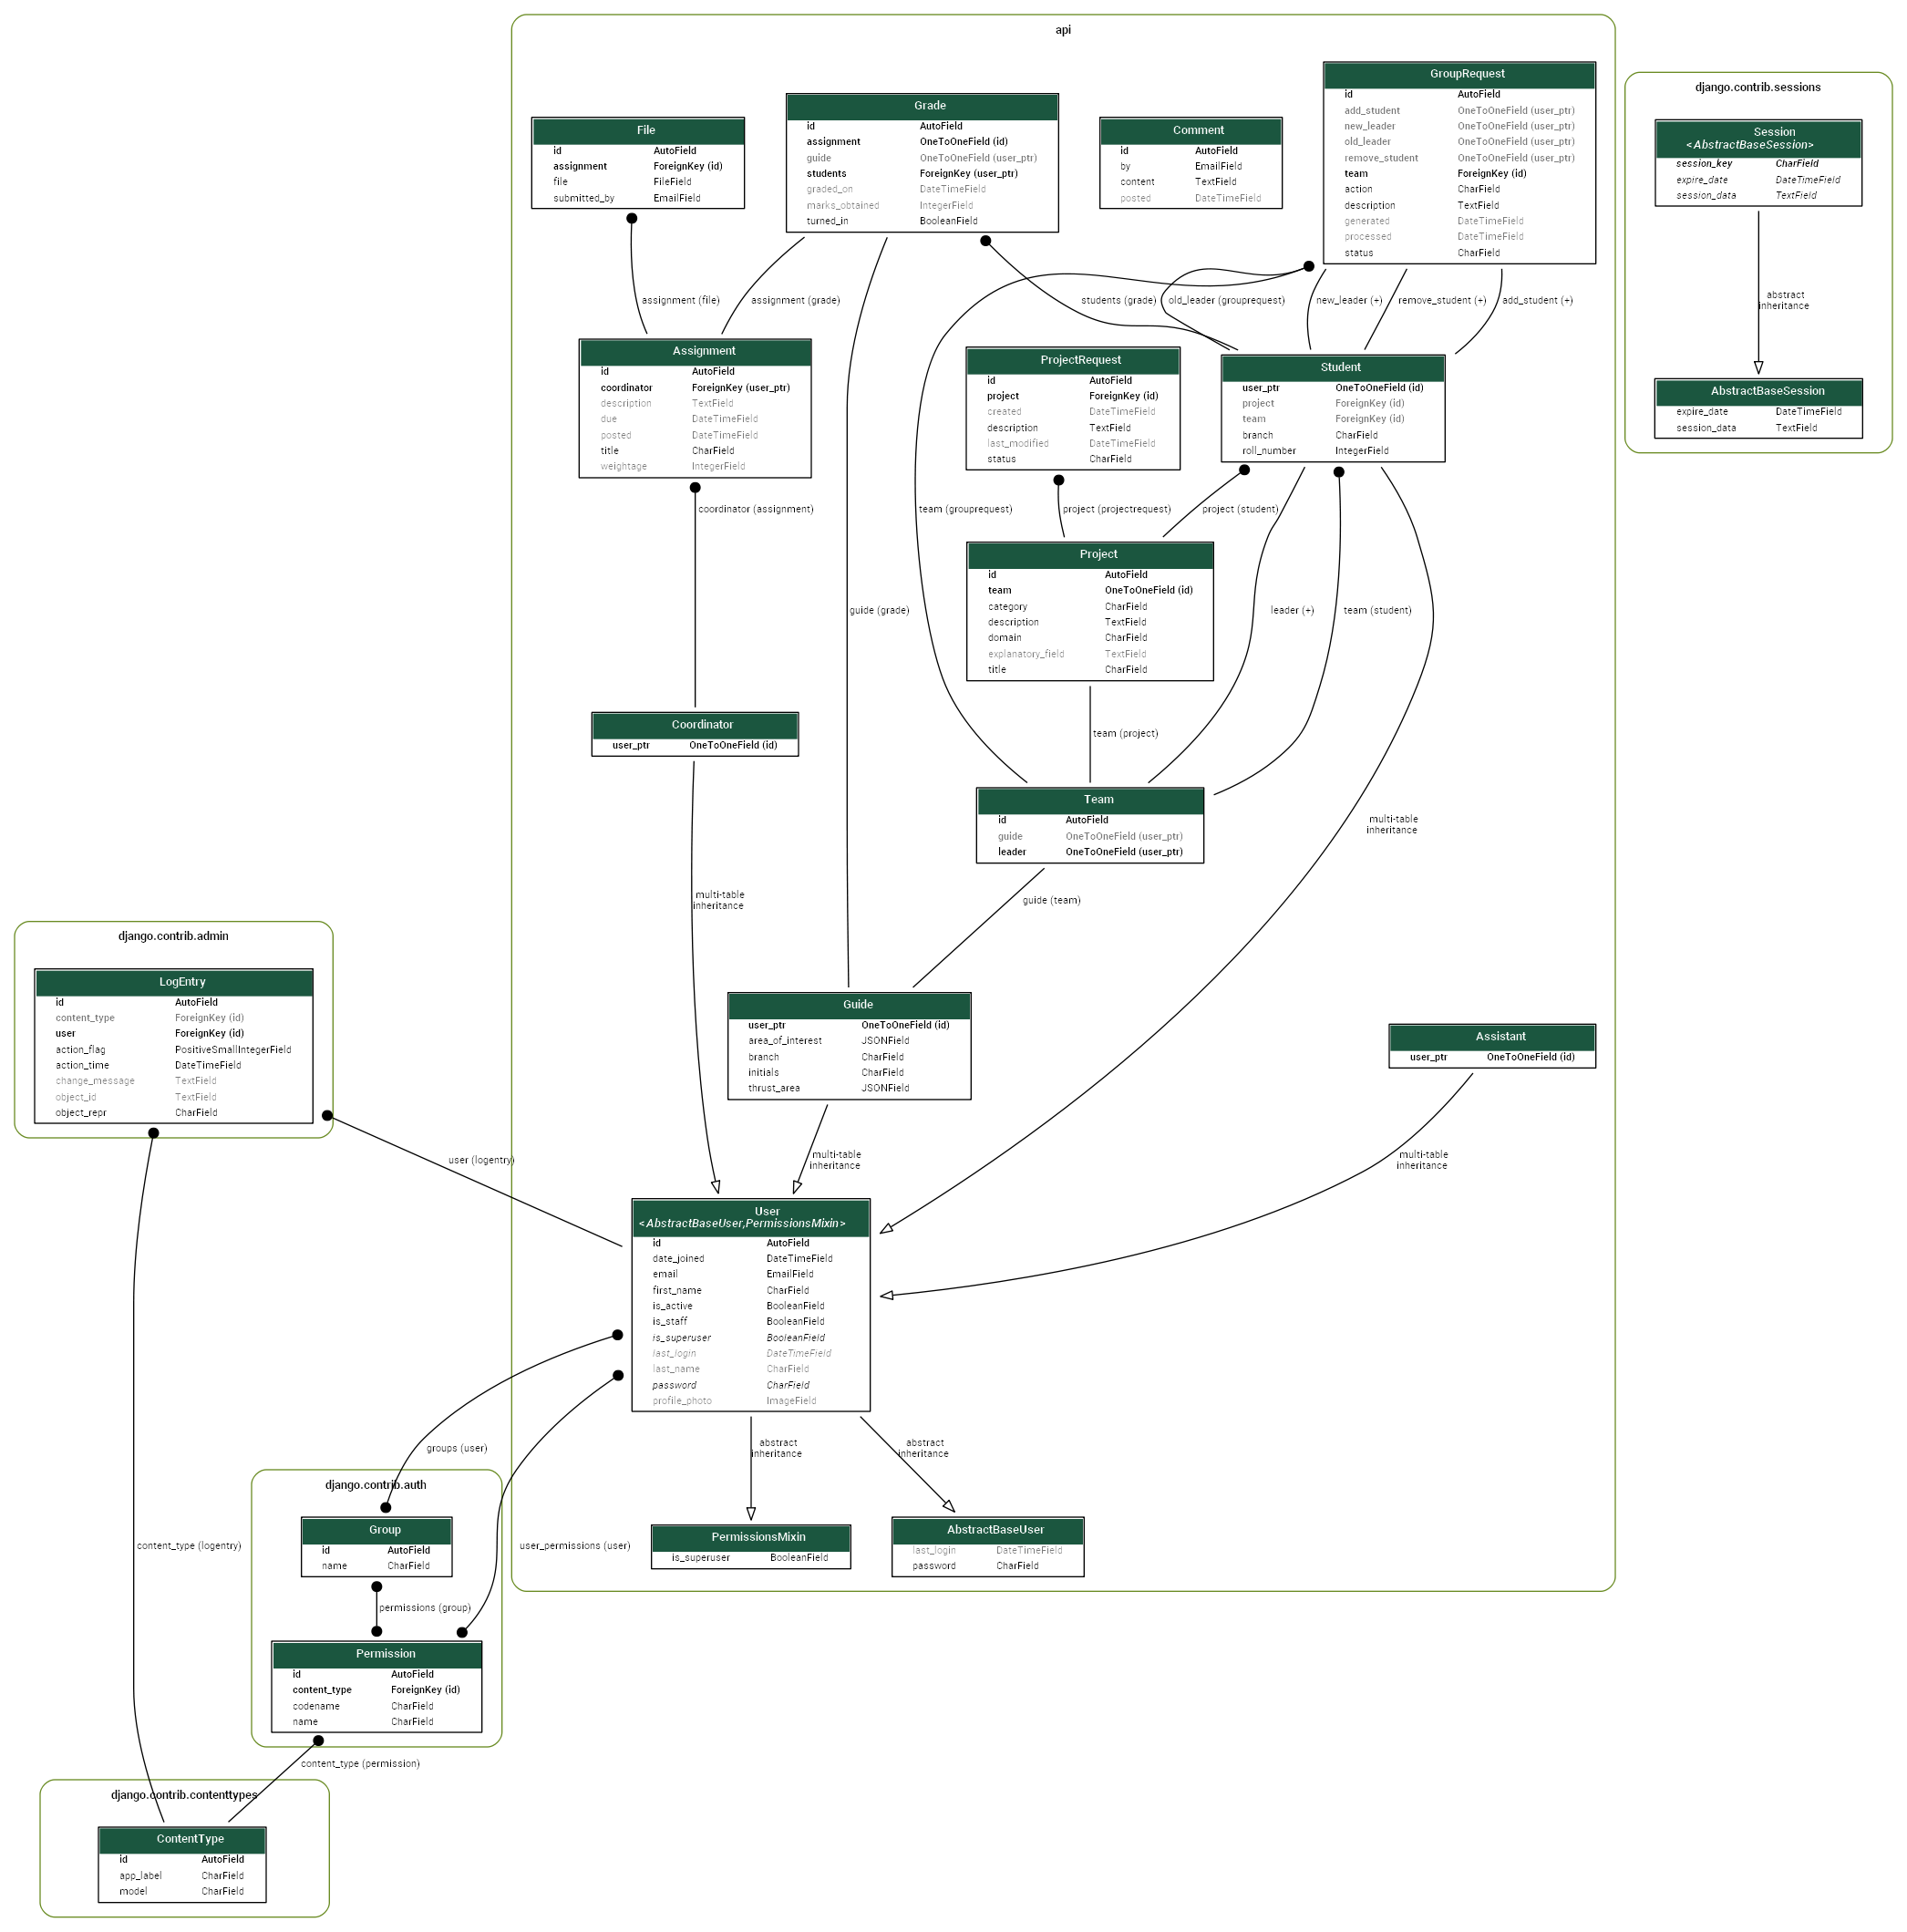 api
File
id AutoField
assignment ForeignKey (id)
file FileField
submitted_by EmailField
Grade
id AutoField
assignment OneToOneField (id)
guide OneToOneField (user_ptr)
students ForeignKey (user_ptr)
graded_on DateTimeField
marks_obtained IntegerField
turned_in BooleanField
Comment
id AutoField
by EmailField
content TextField
posted DateTimeField
GroupRequest
id AutoField
add_student OneToOneField (user_ptr)
new_leader OneToOneField (user_ptr)
old_leader OneToOneField (user_ptr)
remove_student OneToOneField (user_ptr)
team ForeignKey (id)
action CharField
description TextField
generated DateTimeField
processed DateTimeField
status CharField
django.contrib.sessions
Session
<AbstractBaseSession>
session_key CharField
expire_date DateTimeField
session_data TextField
abstract
inheritance
AbstractBaseSession
expire_date DateTimeField
session_data TextField
assignment (file)
assignment (grade)
students (grade)
old_leader (grouprequest)
new_leader (+)
remove_student (+)
add_student (+)
Assignment
id AutoField
coordinator ForeignKey (user_ptr)
description TextField
due DateTimeField
posted DateTimeField
title CharField
weightage IntegerField
ProjectRequest
id AutoField
project ForeignKey (id)
created DateTimeField
description TextField
last_modified DateTimeField
status CharField
Student
user_ptr OneToOneField (id)
project ForeignKey (id)
team ForeignKey (id)
branch CharField
roll_number IntegerField
coordinator (assignment)
team (grouprequest)
project (projectrequest)
project (student)
Project
id AutoField
team OneToOneField (id)
category CharField
description TextField
domain CharField
explanatory_field TextField
title CharField
guide (grade)
leader (+)
team (student)
Coordinator
user_ptr OneToOneField (id)
team (project)
Team
id AutoField
guide OneToOneField (user_ptr)
leader OneToOneField (user_ptr)
multi-table
inheritance
multi-table
inheritance
guide (team)
django.contrib.admin
LogEntry
id AutoField
content_type ForeignKey (id)
user ForeignKey (id)
action_flag PositiveSmallIntegerField
action_time DateTimeField
change_message TextField
object_id TextField
object_repr CharField
Guide
user_ptr OneToOneField (id)
area_of_interest JSONField
branch CharField
initials CharField
thrust_area JSONField
Assistant
user_ptr OneToOneField (id)
user (logentry)
multi-table
inheritance
multi-table
inheritance
User
<AbstractBaseUser,PermissionsMixin>
id AutoField
date_joined DateTimeField
email EmailField
first_name CharField
is_active BooleanField
is_staff BooleanField
is_superuser BooleanField
last_login DateTimeField
last_name CharField
password CharField
profile_photo ImageField
groups (user)
abstract
inheritance
abstract
inheritance
django.contrib.auth
Group
id AutoField
name CharField
content_type (logentry)
user_permissions (user)
PermissionsMixin
is_superuser BooleanField
AbstractBaseUser
last_login DateTimeField
password CharField
permissions (group)
Permission
id AutoField
content_type ForeignKey (id)
codename CharField
name CharField
content_type (permission)
django.contrib.contenttypes
ContentType
id AutoField
app_label CharField
model CharField